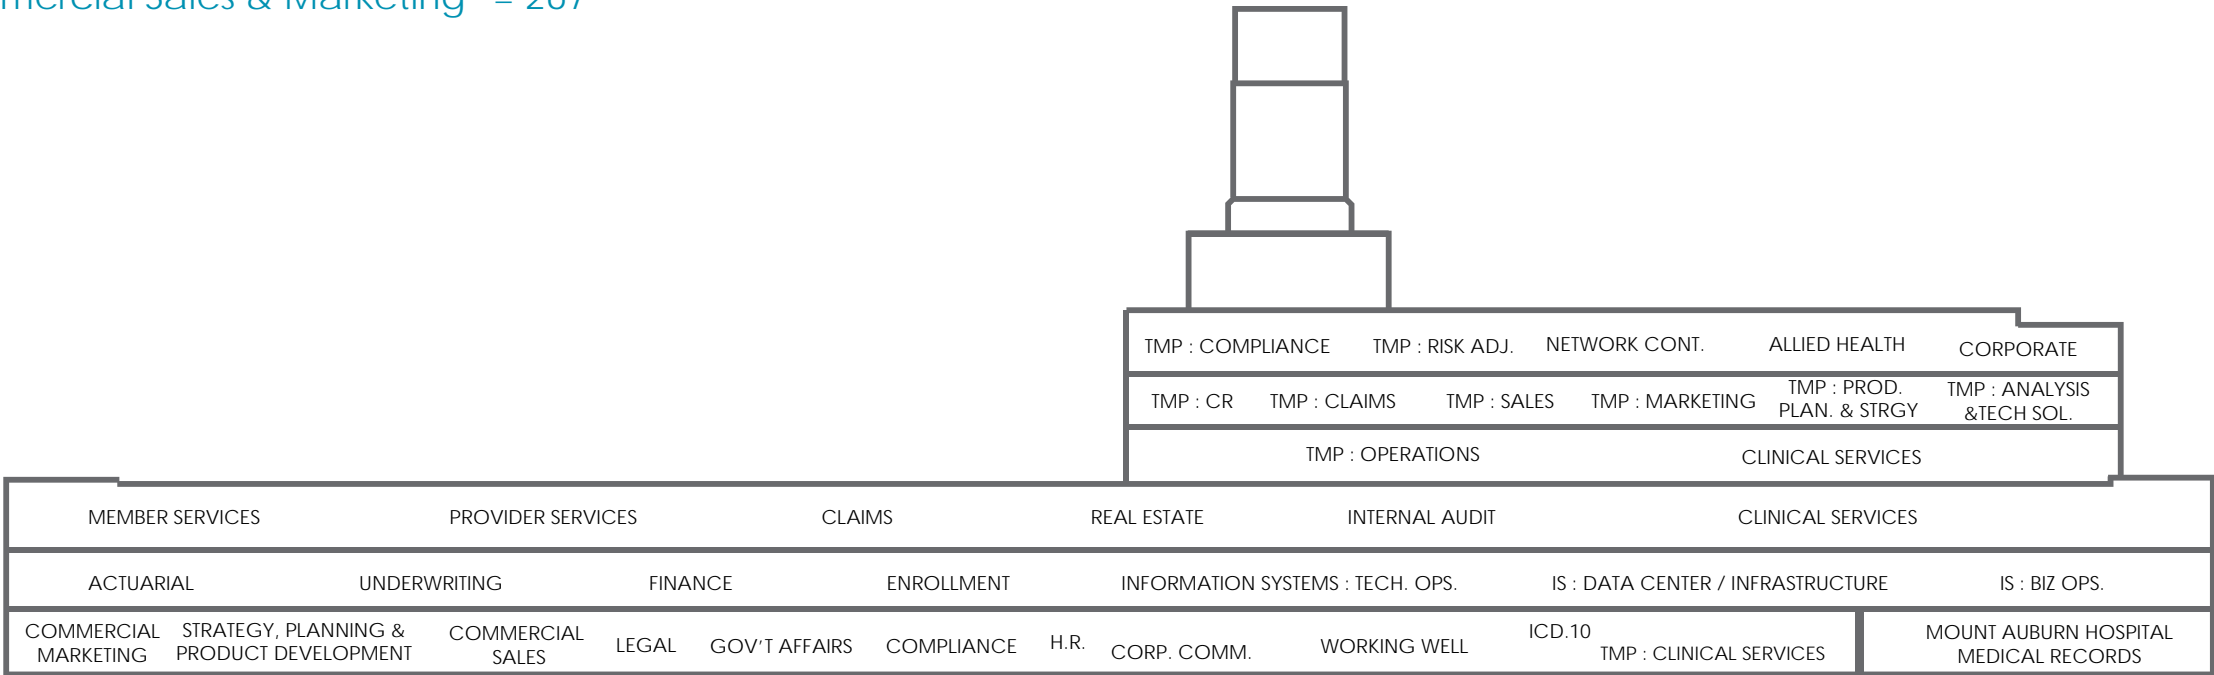 Sales & Marketing = 267
TMP : COMPLIANCE TMP : RISK ADJ. NETWORK CONT. ALLIED HEALTH CORPORATE
TMP : CR TMP : CLAIMS TMP : SALES TMP : MARKETING TMP : PROD. PLAN. & STRGY TMP : ANALYSIS &TECH SOL.
TMP : OPERATIONS CLINICAL SERVICES
MEMBER SERVICES PROVIDER SERVICES CLAIMS REAL ESTATE INTERNAL AUDIT CLINICAL SERVICES
ACTUARIAL UNDERWRITING FINANCE ENROLLMENT INFORMATION SYSTEMS : TECH. OPS. IS : DATA CENTER / INFRASTRUCTURE IS : BIZ OPS.
COMMERCIAL MARKETING STRATEGY, PLANNING & PRODUCT DEVELOPMENT COMMERCIAL SALES LEGAL GOV'T AFFAIRS COMPLIANCE H.R. CORP. COMM. WORKING WELL ICD.10 TMP : CLINICAL SERVICES MOUNT AUBURN HOSPITAL MEDICAL RECORDS